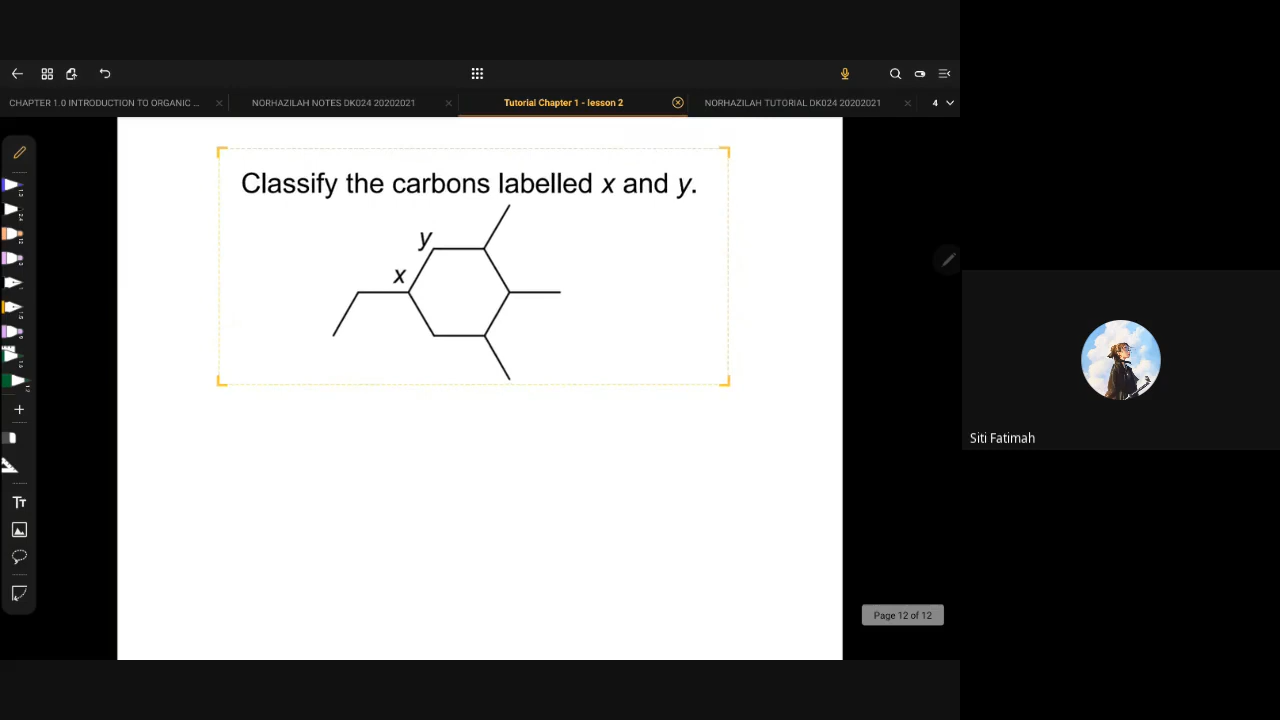 CHAPTER 1.0 INTRODUCTION TO ORGANIC ...
NORHAZILAH NOTES DK024 20202021
Tutorial Chapter 1 - lesson 2
NORHAZILAH TUTORIAL DK024 20202021
4
Classify the carbons labelled x and y.
y
x
Tт
Siti Fatimah
Page 12 of 12